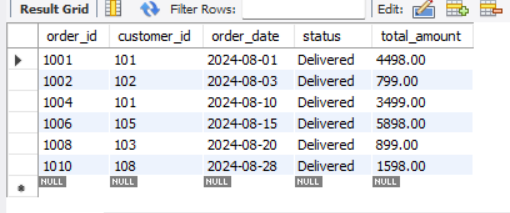 Result Grid Filter Rows: Edit:
order_id customer_id order_date status total_amount
1001 101 2024-08-01 Delivered 4498.00
1002 102 2024-08-03 Delivered 799.00
1004 101 2024-08-10 Delivered 3499.00
1006 105 2024-08-15 Delivered 5898.00
1008 103 2024-08-20 Delivered 899.00
1010 108 2024-08-28 Delivered 1598.00
NULL NULL NULL NULL NULL